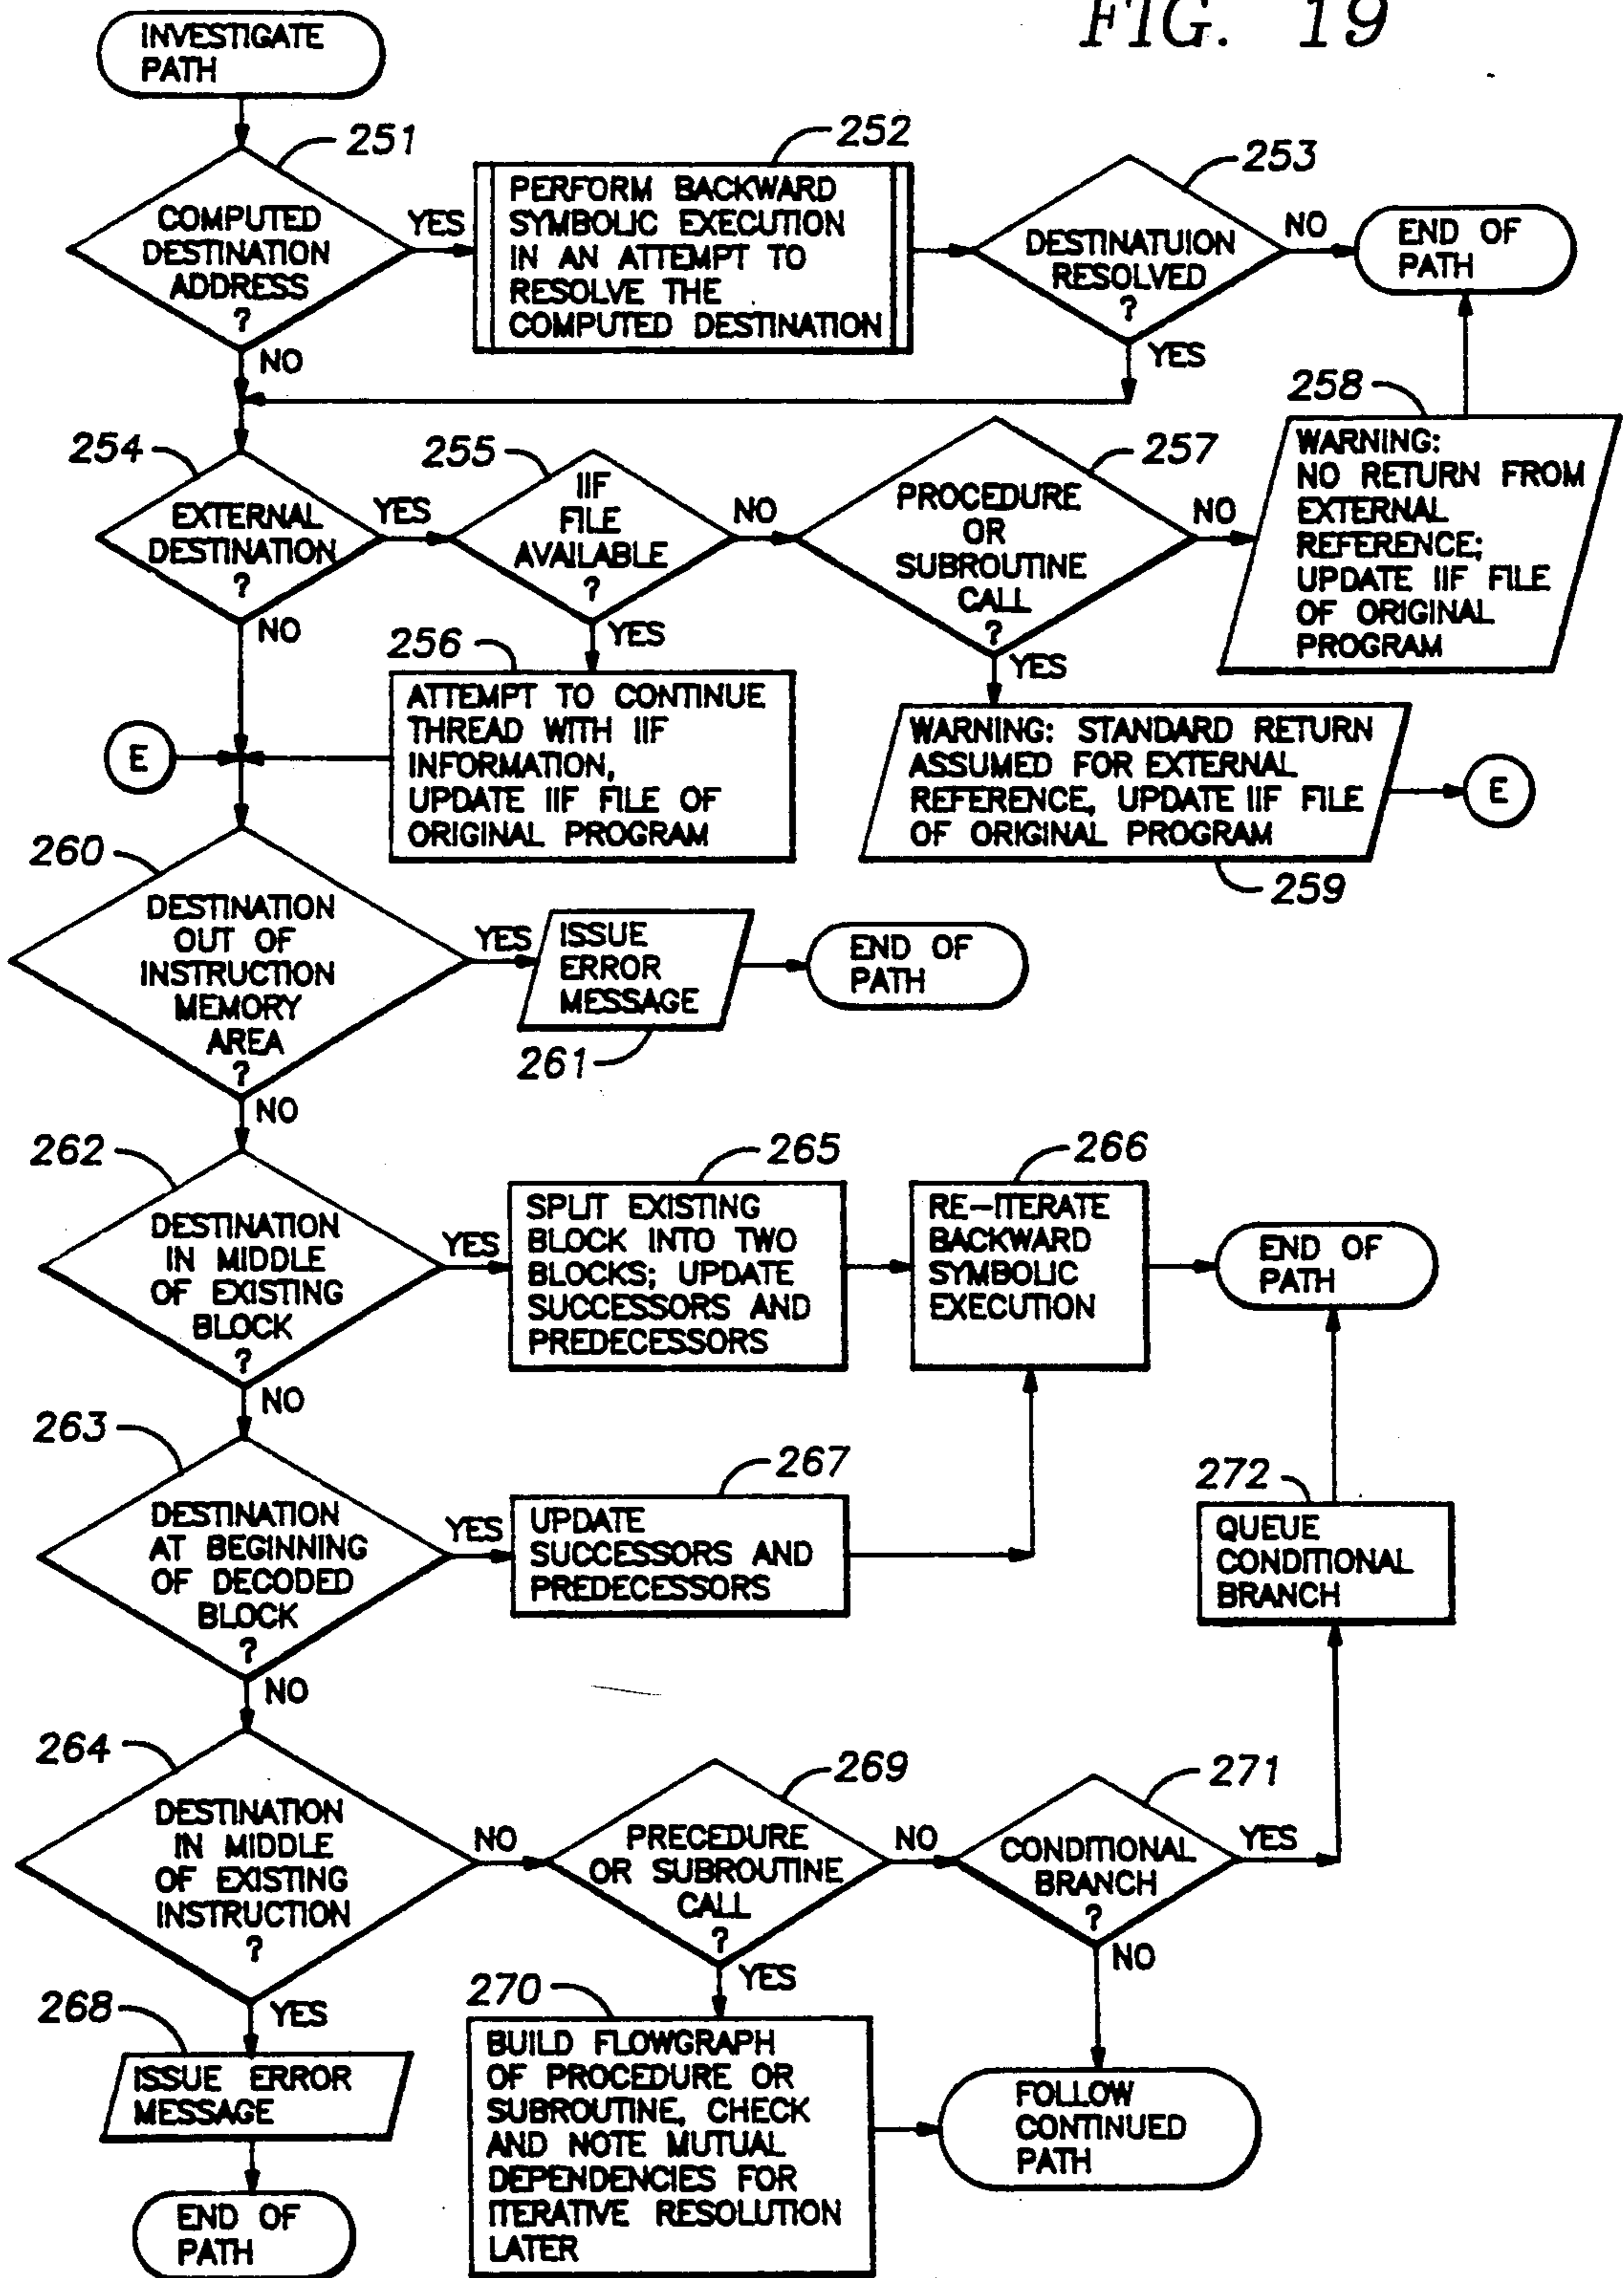 FIG. 19
INVESTIGATE
PATH
251
COMPUTED
DESTINATION
ADDRESS
?
YES
NO
252
PERFORM BACKWARD
SYMBOLIC EXECUTION
IN AN ATTEMPT TO
RESOLVE THE
COMPUTED DESTINATION
253
DESTINATUION
RESOLVED
?
NO
YES
END OF
PATH
254
EXTERNAL
DESTINATION
?
YES
NO
255
IIF
FILE
AVAILABLE
?
NO
YES
257
PROCEDURE
OR
SUBROUTINE
CALL
?
NO
YES
258
WARNING:
NO RETURN FROM
EXTERNAL
REFERENCE;
UPDATE IIF FILE
OF ORIGINAL
PROGRAM
256
ATTEMPT TO CONTINUE
THREAD WITH IIF
INFORMATION,
UPDATE IIF FILE OF
ORIGINAL PROGRAM
E
WARNING: STANDARD RETURN
ASSUMED FOR EXTERNAL
REFERENCE, UPDATE IIF FILE
OF ORIGINAL PROGRAM
259
E
260
DESTINATION
OUT OF
INSTRUCTION
MEMORY
AREA
?
YES
NO
ISSUE
ERROR
MESSAGE
261
END OF
PATH
262
DESTINATION
IN MIDDLE
OF EXISTING
BLOCK
?
YES
NO
265
SPLIT EXISTING
BLOCK INTO TWO
BLOCKS; UPDATE
SUCCESSORS AND
PREDECESSORS
266
RE-ITERATE
BACKWARD
SYMBOLIC
EXECUTION
END OF
PATH
263
DESTINATION
AT BEGINNING
OF DECODED
BLOCK
?
YES
NO
267
UPDATE
SUCCESSORS AND
PREDECESSORS
272
QUEUE
CONDITIONAL
BRANCH
264
DESTINATION
IN MIDDLE
OF EXISTING
INSTRUCTION
?
NO
YES
269
PRECEDURE
OR SUBROUTINE
CALL
?
NO
YES
271
CONDITIONAL
BRANCH
?
YES
NO
268
ISSUE ERROR
MESSAGE
END OF
PATH
270
BUILD FLOWGRAPH
OF PROCEDURE OR
SUBROUTINE, CHECK
AND NOTE MUTUAL
DEPENDENCIES FOR
ITERATIVE RESOLUTION
LATER
FOLLOW
CONTINUED
PATH